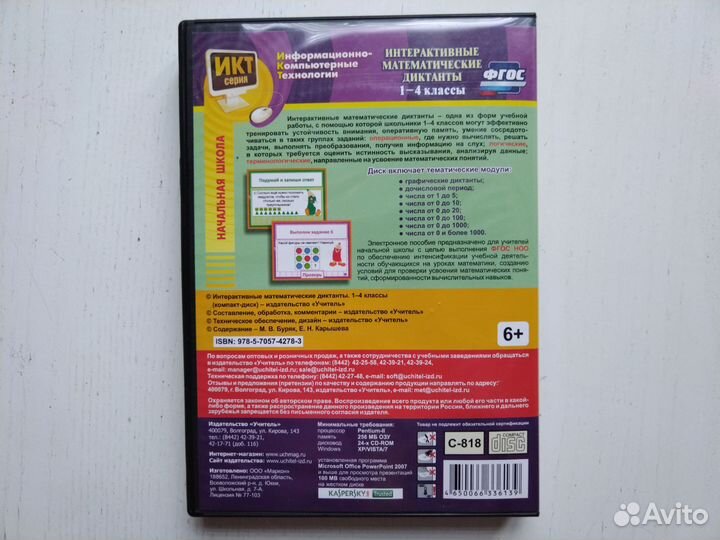 ИКТ
серия
Информационно-
Компьютерные
Технологии
ИНТЕРАКТИВНЫЕ
МАТЕМАТИЧЕСКИЕ
ДИКТАНТЫ
1–4 классы
ФГОС
НАЧАЛЬНАЯ ШКОЛА
Интерактивные математические диктанты – одна из форм учебной
работы, с помощью которой школьники 1–4 классов могут эффективно
тренировать устойчивость внимания, оперативную память, умение сосредото-
чиваться в таких группах заданий: операционные, где нужно вычислять, решать
задачи, выполнять преобразования, получив информацию на слух; логические,
в которых требуется оценить истинность высказывания, анализируя данные;
терминологические, направленные на усвоение математических понятий.
Подумай и запиши ответ
Выполни задание 6
Проверь
Диск включает тематические модули:
• графические диктанты;
• дочисловой период;
• числа от 1 до 5;
• числа от 0 до 10;
• числа от 0 до 20;
• числа от 0 до 100;
• числа от 0 до 1000;
• числа от 0 и более 1000.
Электронное пособие предназначено для учителей
начальной школы с целью выполнения ФГОС НОО
по обеспечению интенсификации учебной деятель-
ности обучающихся на уроках математики, созданию
условий для проверки усвоения математических поня-
тий, сформированности вычислительных навыков.
© Интерактивные математические диктанты. 1–4 классы
(компакт-диск) – издательство «Учитель»
© Составление, обработка, комментарии – издательство «Учитель»
© Техническое обеспечение, дизайн – издательство «Учитель»
© Содержание – М. В. Буряк, Е. Н. Карышева
ISBN: 978-5-7057-4278-3
6+
По вопросам оптовых и розничных продаж, а также сотрудничества с учебными заведениями обращаться
в издательство «Учитель» по телефонам: (8442) 42-25-58, 42-39-21, 42-39-24,
e-mail: manager@uchitel-izd.ru; sale@uchitel-izd.ru
Техническая поддержка по телефону: (8442) 42-27-48, e-mail: soft@uchitel-izd.ru
Отзывы и предложения (претензии) по качеству и содержанию продукции направлять по адресу:
400079, г. Волгоград, ул. Кирова, 143, издательство «Учитель», e-mail: met@uchitel-izd.ru
Охраняется законом об авторском праве. Воспроизведение всего продукта или любой его части в какой-
либо форме, а также распространение данного продукта на территории России, ближнего и дальнего
зарубежья запрещается без письменного согласия издателя.
Издательство «Учитель»
400079, Волгоград, ул. Кирова, 143
тел.: (8442) 42-39-21,
42-17-71 (доб. 116)
Интернет-магазин: www.uchmag.ru
Сайт издательства: www.uchitel-izd.ru
Изготовлено: ООО «Марион»
188652, Ленинградская область,
Всеволожский р-н, д. Юкки,
ул. Школьная, д. 7-А.
Лицензия № 77-103
Минимальные требования:
процессор Pentium-II
память 256 МБ ОЗУ
дисковод 24-х CD-ROM
Windows XP/VISTA/7
установленная программа
Microsoft Office PowerPoint 2007
и выше для просмотра презентаций
100 МВ свободного места
на жестком диске
KASPERSKY Trusted
Товар не подлежит обязательной сертификации
С-818
COMPACT
disc
4 650066 336139
Avito